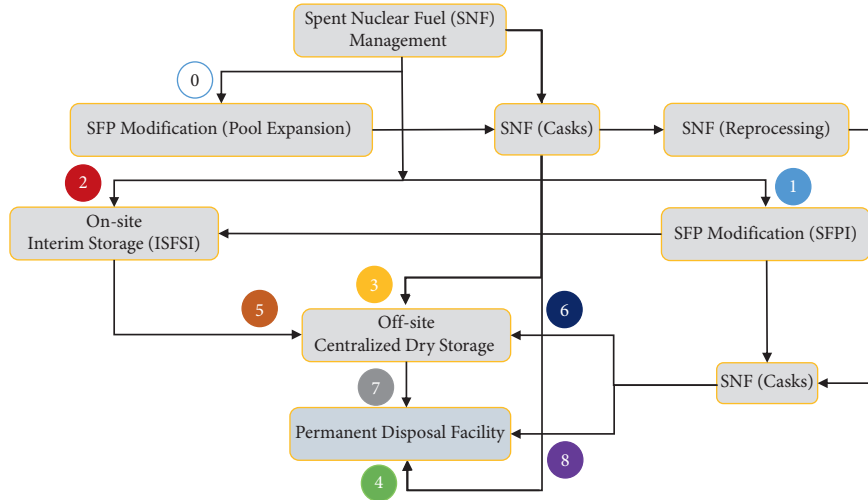 Spent Nuclear Fuel (SNF)
Management
0
SFP Modification (Pool Expansion)
SNF (Casks)
SNF (Reprocessing)
2
1
On-site
Interim Storage (ISFSI)
SFP Modification (SFPI)
3
5
6
Off-site
Centralized Dry Storage
7
SNF (Casks)
Permanent Disposal Facility
8
4